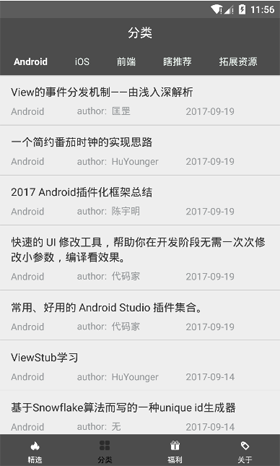 11:56
分类
Android iOS 前端 瞎推荐 拓展资源
View的事件分发机制——由浅入深解析
Android author: 匡罡 2017-09-19
一个简约番茄时钟的实现思路
Android author: HuYounger 2017-09-19
2017 Android插件化框架总结
Android author: 陈宇明 2017-09-19
快速的 UI 修改工具，帮助你在开发阶段无需一次次修
改小参数，编译看效果。
Android author: 代码家 2017-09-19
常用、好用的 Android Studio 插件集合。
Android author: 代码家 2017-09-19
ViewStub学习
Android author: HuYounger 2017-09-14
基于Snowflake算法而写的一种unique id生成器
Android author: 无 2017-09-14
精选 分类 福利 关于